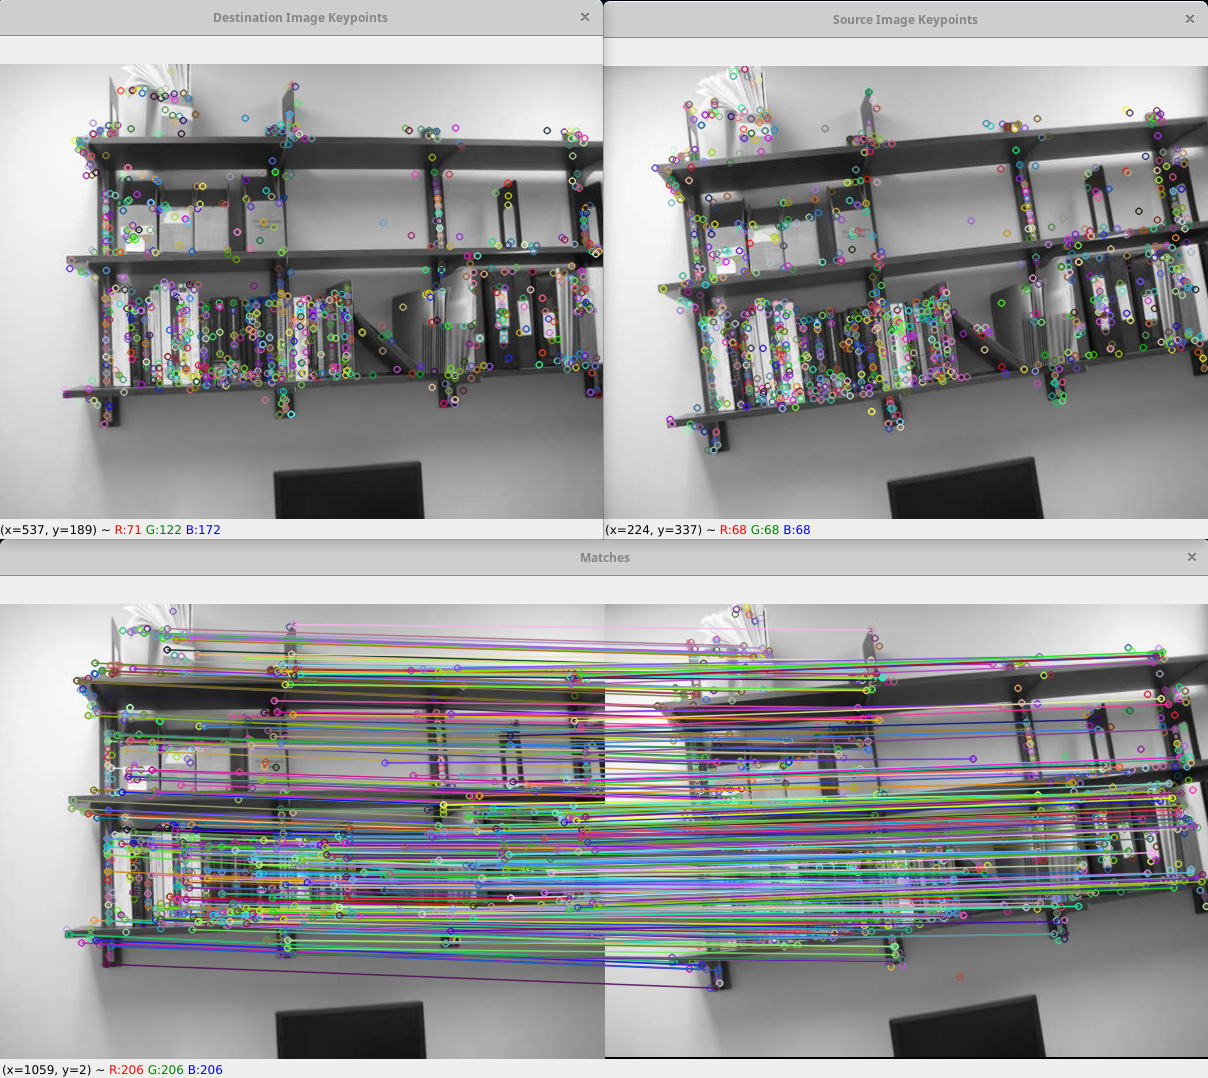 Destination Image Keypoints
Source Image Keypoints
(x=537, y=189) ~ R:71 G:122 B:172
(x=224, y=337) ~ R:68 G:68 B:68
Matches
(x=1059, y=2) ~ R:206 G:206 B:206